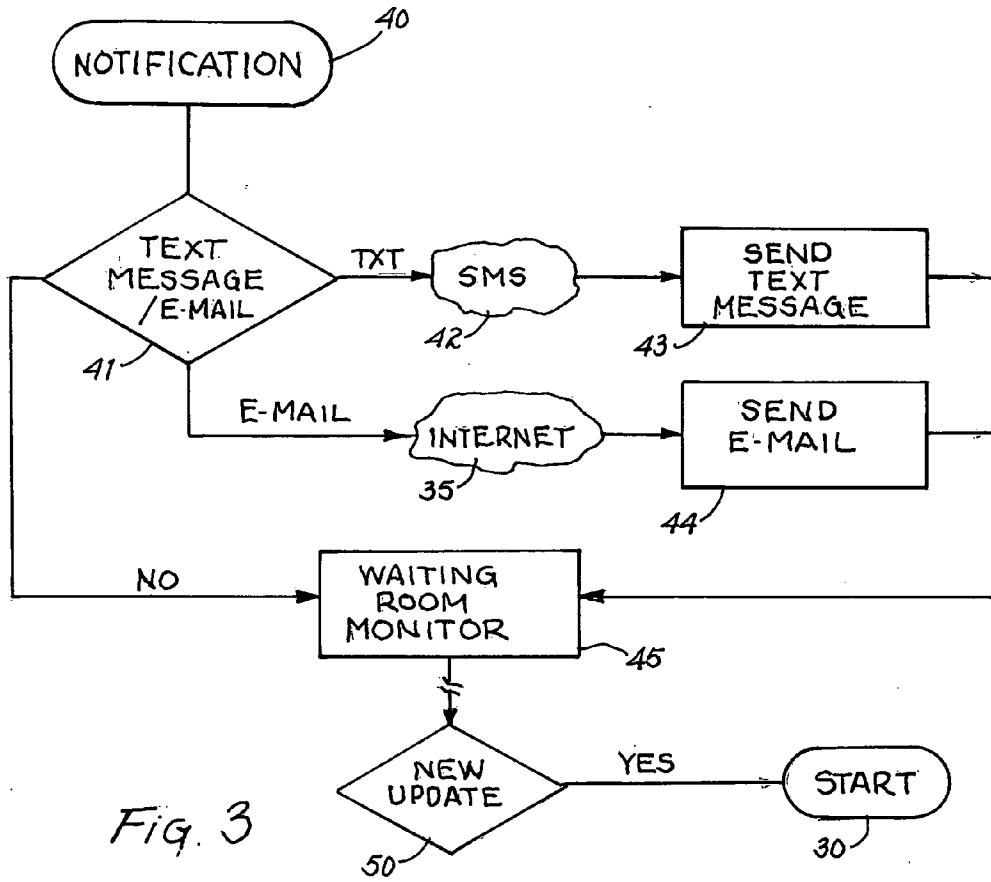 40
NOTIFICATION
TEXT
MESSAGE
/E-MAIL
41
TXT
SMS
42
SEND
TEXT
MESSAGE
43
E-MAIL
INTERNET
35
SEND
E-MAIL
44
NO
WAITING
ROOM
MONITOR
45
NEW
UPDATE
50
YES
START
30
Fig. 3